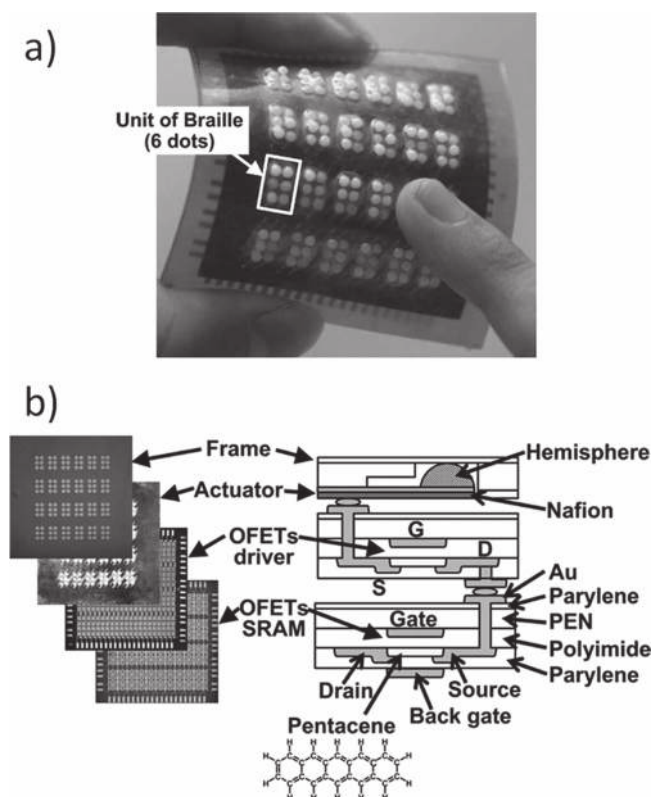 a)
Unit of Braille
(6 dots)
b)
Frame
Hemisphere
Actuator
Nafion
OFETs
driver
G
D
S
Au
Parylene
OFETs
SRAM
Gate
PEN
Polyimide
Drain
Source
Parylene
Pentacene
Back gate
H H H H H
H C C C C C C C C C C C H
C C C C C C
H C C C C C C C C C C C H
H H H H H